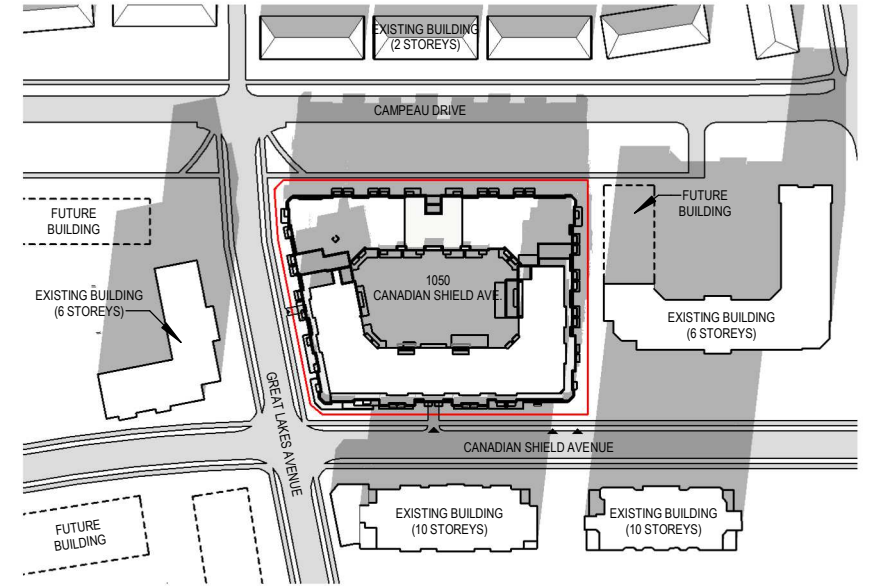 EXISTING BUILDING
(2 STOREYS)
CAMPEAU DRIVE
FUTURE
BUILDING
FUTURE
BUILDING
1050
CANADIAN SHIELD AVE.
EXISTING BUILDING
(6 STOREYS)
EXISTING BUILDING
(6 STOREYS)
GREAT LAKES AVENUE
CANADIAN SHIELD AVENUE
EXISTING BUILDING
(10 STOREYS)
EXISTING BUILDING
(10 STOREYS)
FUTURE
BUILDING